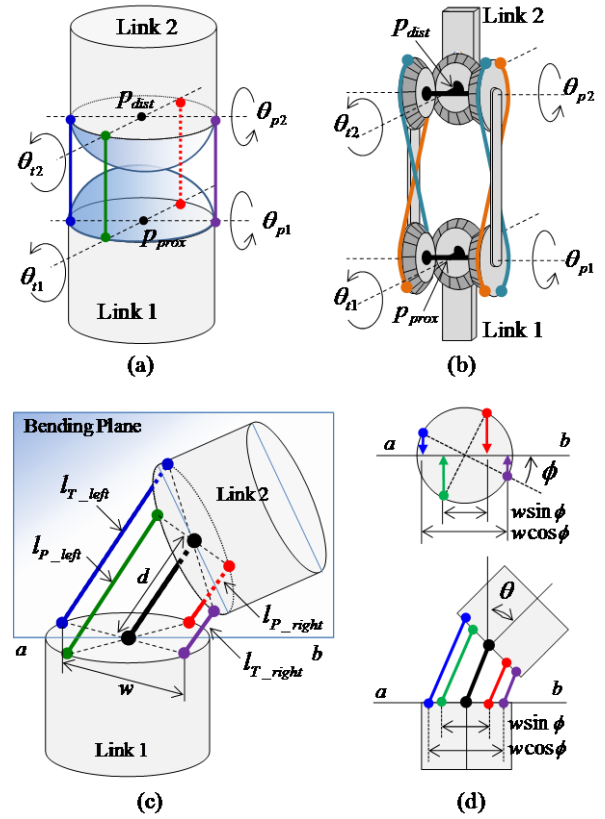 Link 2
p_dist
θ_p2
θ_t2
p_prox
θ_p1
θ_t1
Link 1
(a)
Link 2
p_dist
θ_p2
θ_t2
θ_p1
θ_t1
p_prox
Link 1
(b)
Bending Plane
l_T_left
Link 2
l_P_left
d
l_P_right
a
b
w
l_T_right
Link 1
(c)
a
b
ϕ
w sin ϕ
w cos ϕ
θ
a
b
w sin ϕ
w cos ϕ
(d)